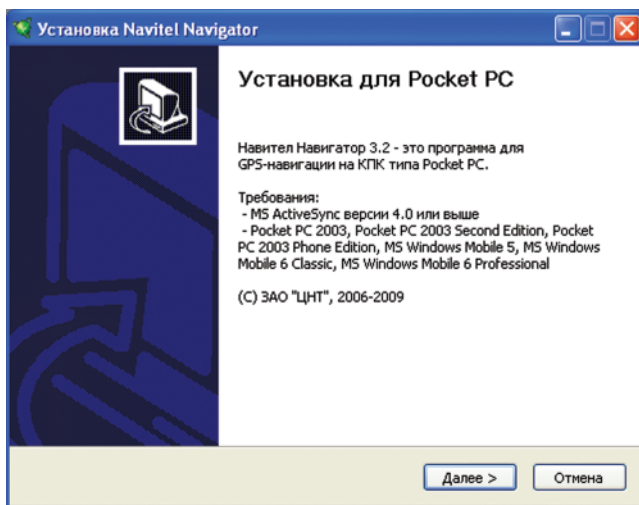 Установка Navitel Navigator
Установка для Pocket PC
Навител Навигатор 3.2 - это программа для
GPS-навигации на КПК типа Pocket PC.
Требования:
- MS ActiveSync версии 4.0 или выше
- Pocket PC 2003, Pocket PC 2003 Second Edition, Pocket
PC 2003 Phone Edition, MS Windows Mobile 5, MS Windows
Mobile 6 Classic, MS Windows Mobile 6 Professional
(C) ЗАО "ЦНТ", 2006-2009
Далее >
Отмена